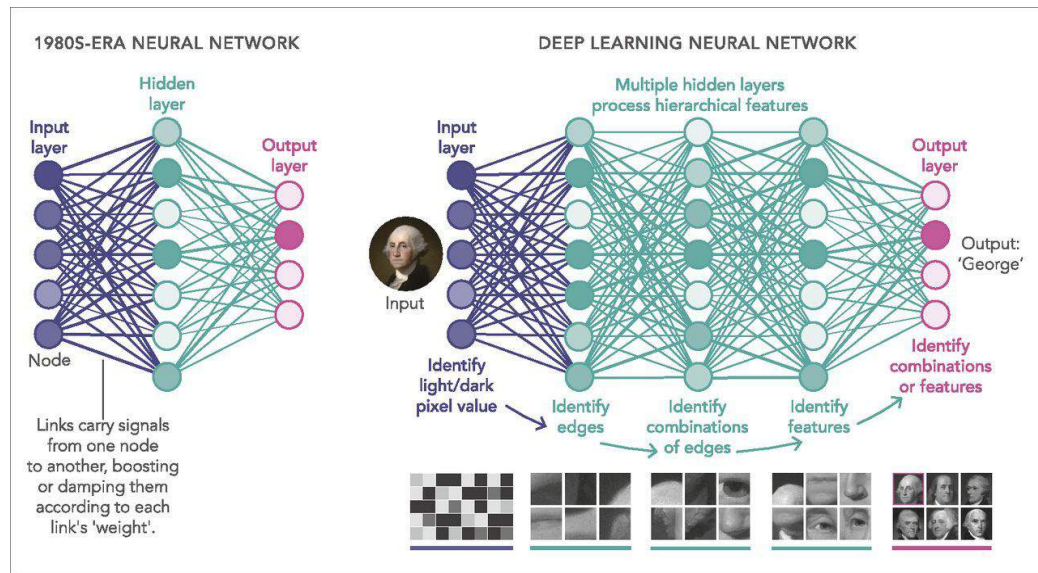 1980S-ERA NEURAL NETWORK
Hidden
layer
Input
layer
Output
layer
Node
Links carry signals
from one node
to another, boosting
or damping them
according to each
link's 'weight'.
DEEP LEARNING NEURAL NETWORK
Multiple hidden layers
process hierarchical features
Input
layer
Output
layer
Input
Output:
'George'
Identify
light/dark
pixel value
Identify
edges
Identify
combinations
of edges
Identify
features
Identify
combinations
or features